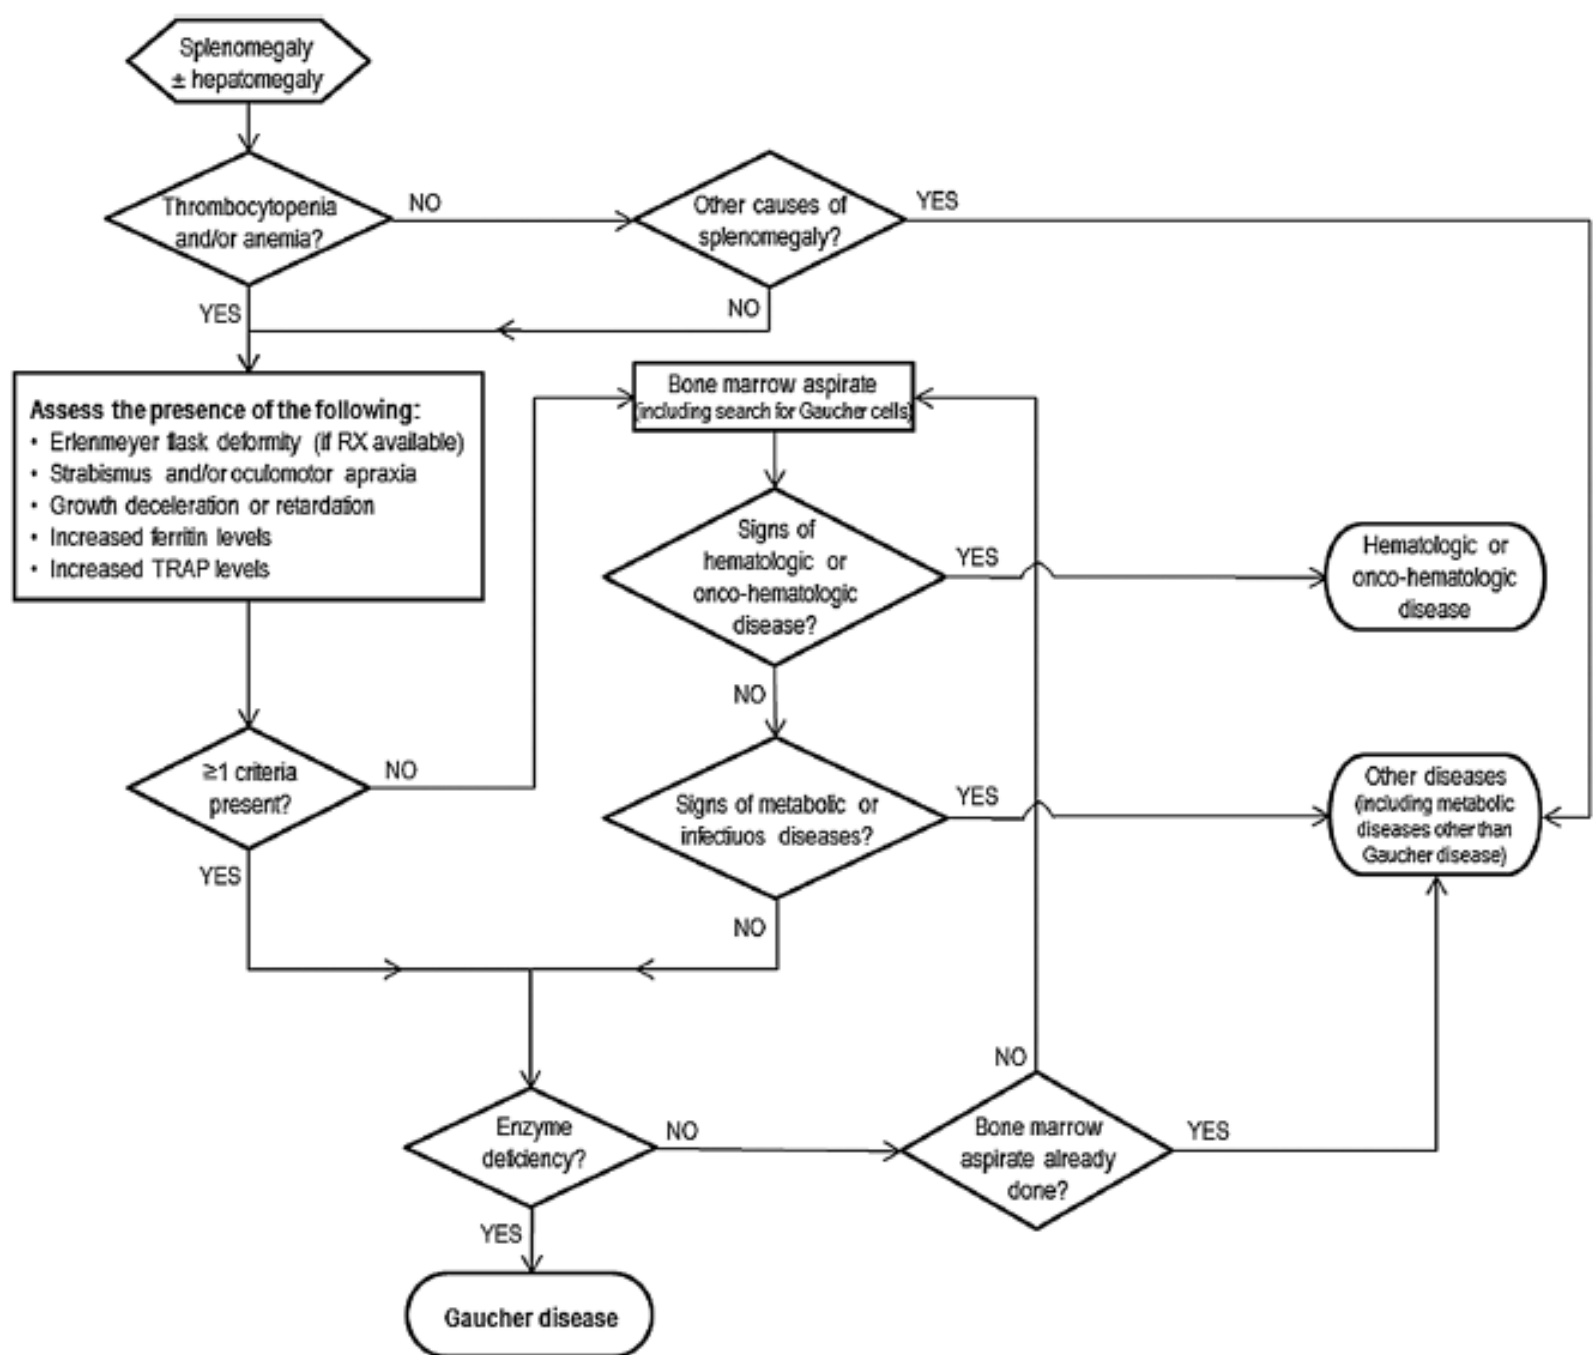 Splenomegaly
± hepatomegaly
Thrombocytopenia
and/or anemia?
NO
Other causes of
splenomegaly?
YES
YES
NO
Assess the presence of the following:
• Erlenmeyer flask deformity (if RX available)
• Strabismus and/or oculomotor apraxia
• Growth deceleration or retardation
• Increased ferritin levels
• Increased TRAP levels
Bone marrow aspirate
(including search for Gaucher cells)
Signs of
hematologic or
onco-hematologic
disease?
YES
Hematologic or
onco-hematologic
disease
NO
≥1 criteria
present?
NO
YES
Signs of metabolic or
infectiuos diseases?
YES
NO
Other diseases
(including metabolic
diseases other than
Gaucher disease)
Enzyme
deficiency?
NO
YES
Bone marrow
aspirate already
done?
NO
YES
Gaucher disease